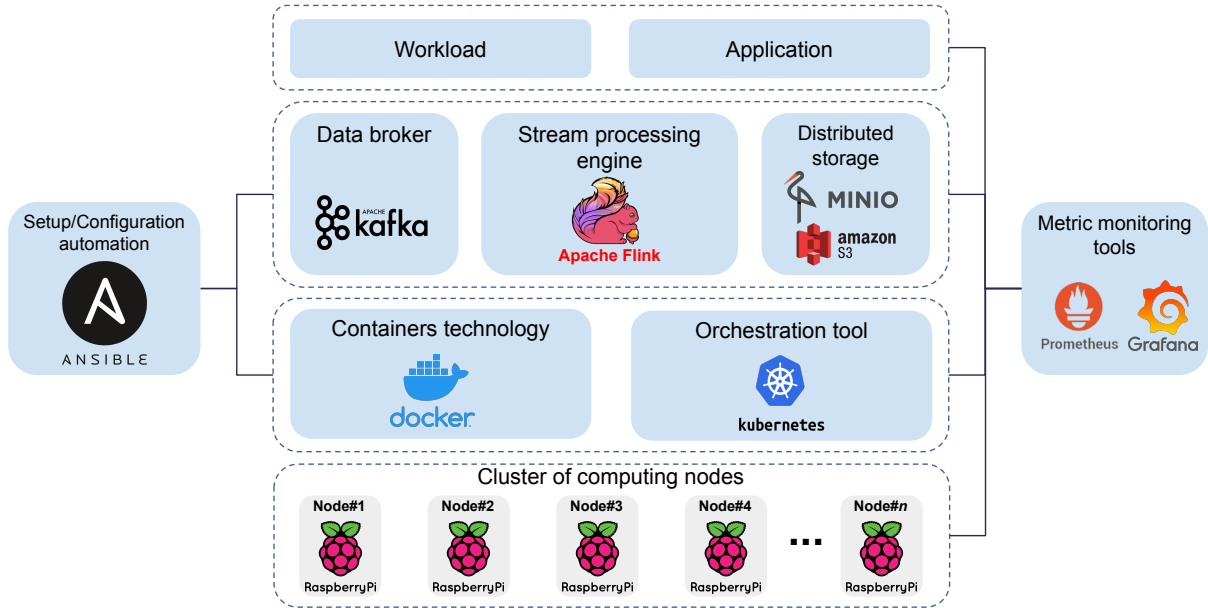 Workload
Application
Data broker
APACHE
kafka
Stream processing
engine
Apache Flink
Distributed
storage
MINIO
amazon
S3
Setup/Configuration
automation
ANSIBLE
Metric monitoring
tools
Prometheus
Grafana
Containers technology
docker
Orchestration tool
kubernetes
Cluster of computing nodes
Node#1
RaspberryPi
Node#2
RaspberryPi
Node#3
RaspberryPi
Node#4
RaspberryPi
...
Node#n
RaspberryPi